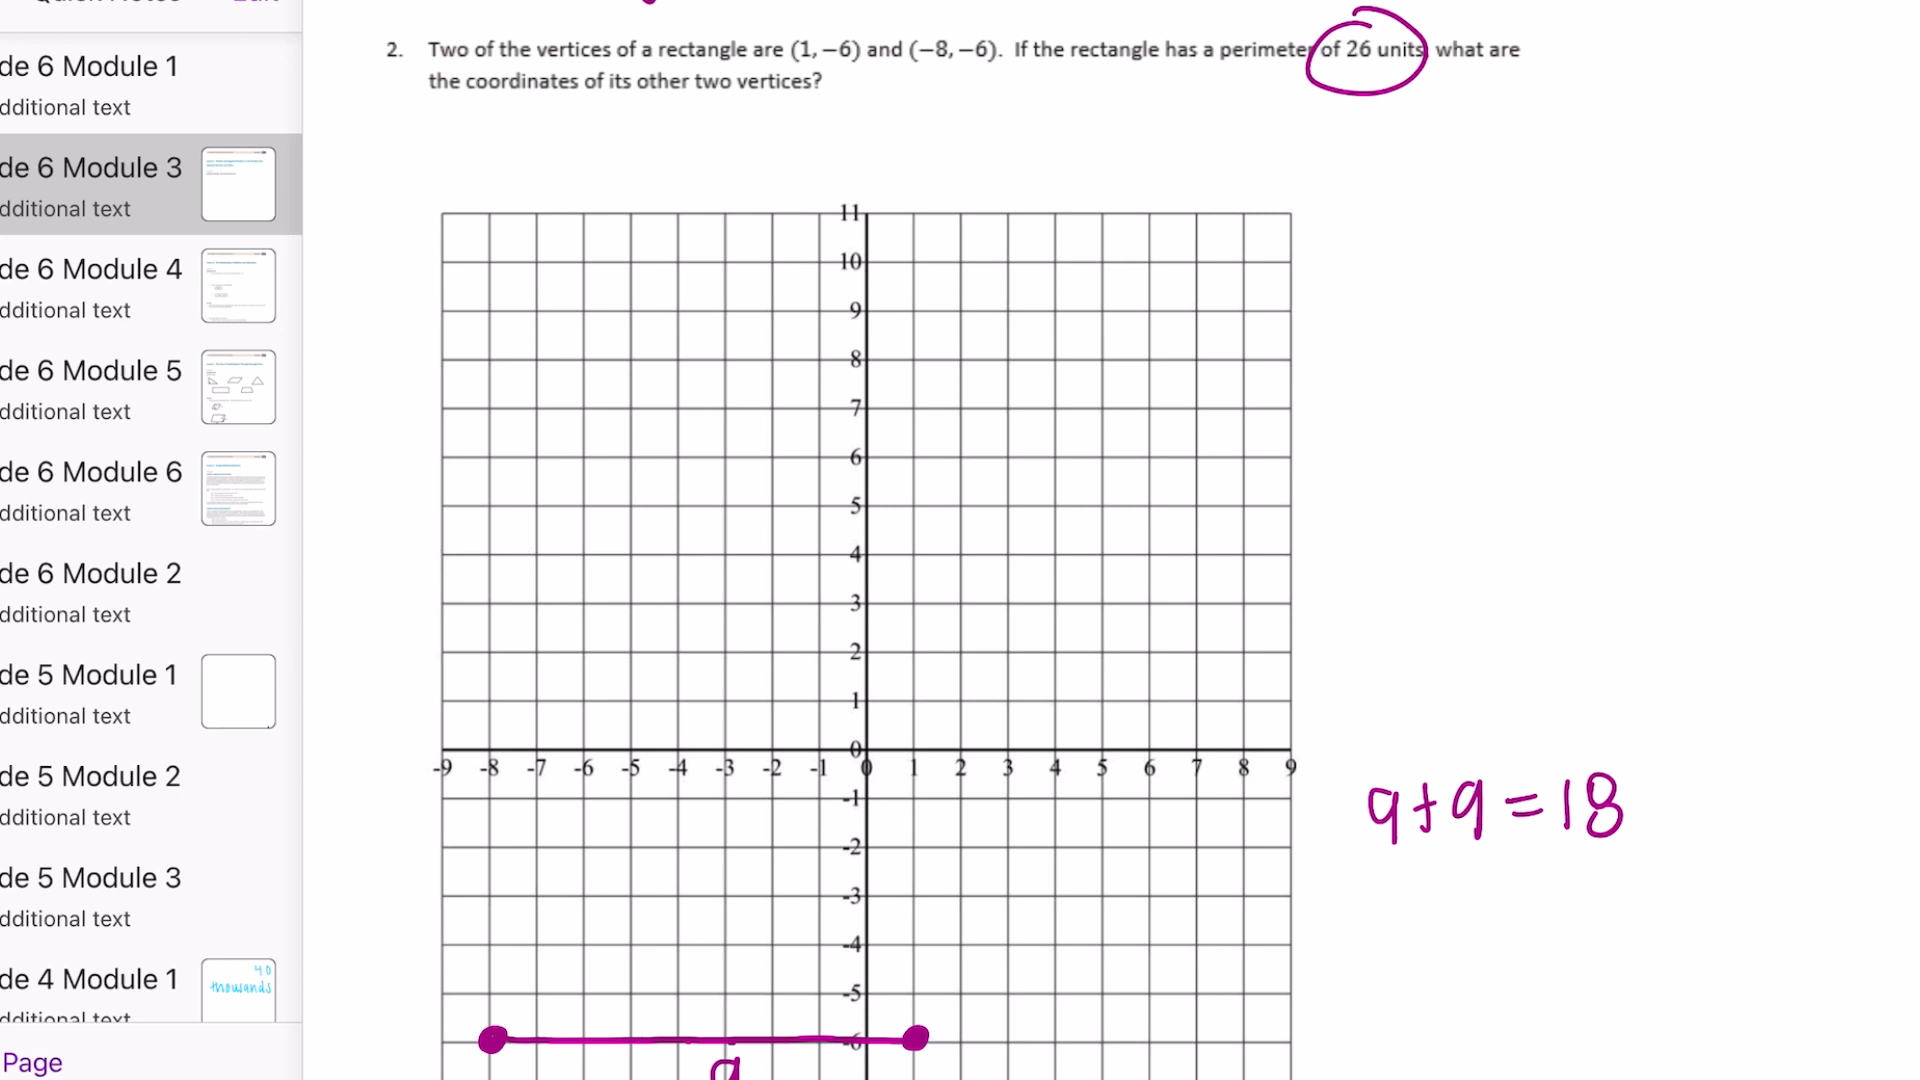 de 6 Module 1
dditional text
de 6 Module 3
dditional text
de 6 Module 4
dditional text
de 6 Module 5
dditional text
de 6 Module 6
dditional text
de 6 Module 2
dditional text
de 5 Module 1
dditional text
de 5 Module 2
dditional text
de 5 Module 3
dditional text
de 4 Module 1
dditional text
40
thousands
Page
2. Two of the vertices of a rectangle are (1, −6) and (−8, −6). If the rectangle has a perimeter of 26 units, what are
the coordinates of its other two vertices?
11
10
9
8
7
6
5
4
3
2
1
0
-9 -8 -7 -6 -5 -4 -3 -2 -1 0 1 2 3 4 5 6 7 8 9
-1
-2
-3
-4
-5
-6
9
9+9=18